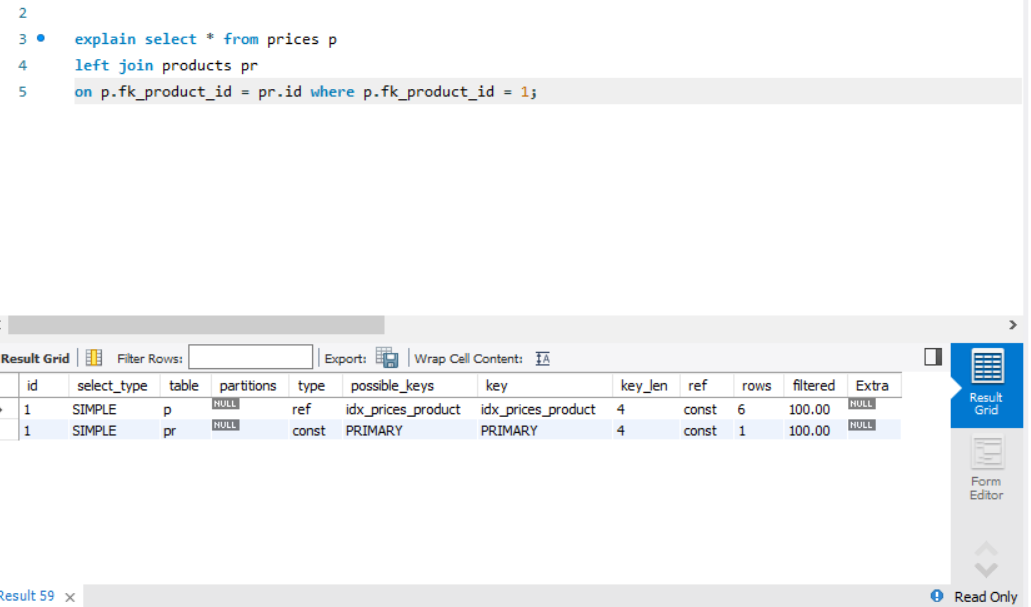 2
3 explain select * from prices p
4 left join products pr
5 on p.fk_product_id = pr.id where p.fk_product_id = 1;
Result Grid Filter Rows: Export: Wrap Cell Content: IA
id select_type table partitions type possible_keys key key_len ref rows filtered Extra
1 SIMPLE p NULL ref idx_prices_product idx_prices_product 4 const 6 100.00 NULL
1 SIMPLE pr NULL const PRIMARY PRIMARY 4 const 1 100.00 NULL
Result
Grid
Form
Editor
Result 59 x
Read Only